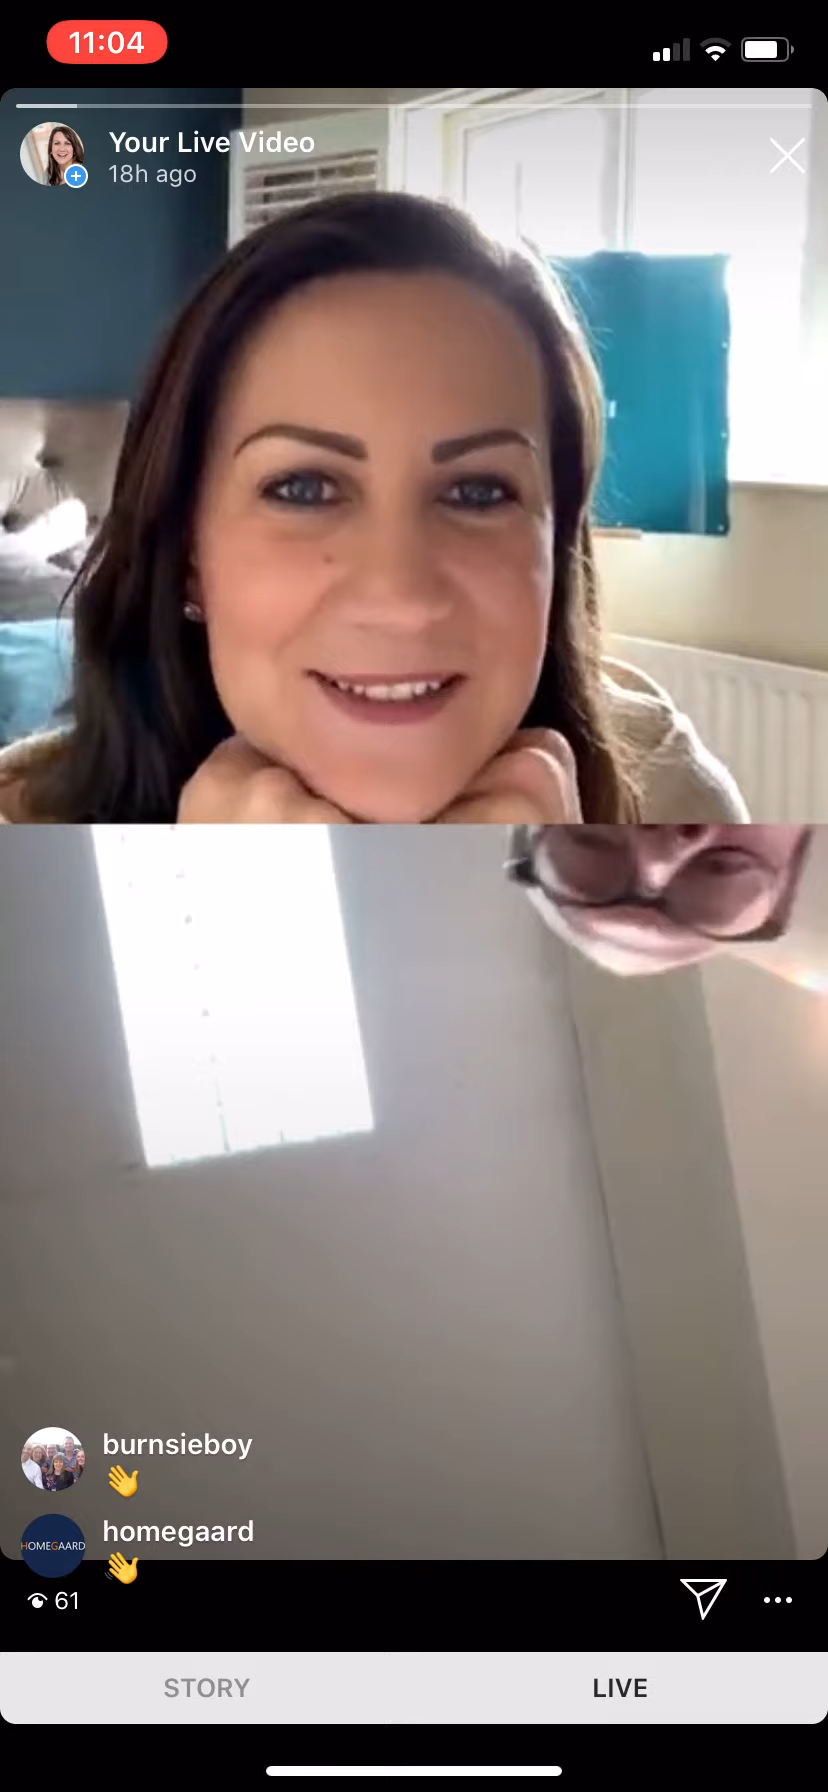 11:04
Your Live Video
18h ago
burnsieboy
👋
homegaard
👋
HOMEGAARD
61
STORY
LIVE